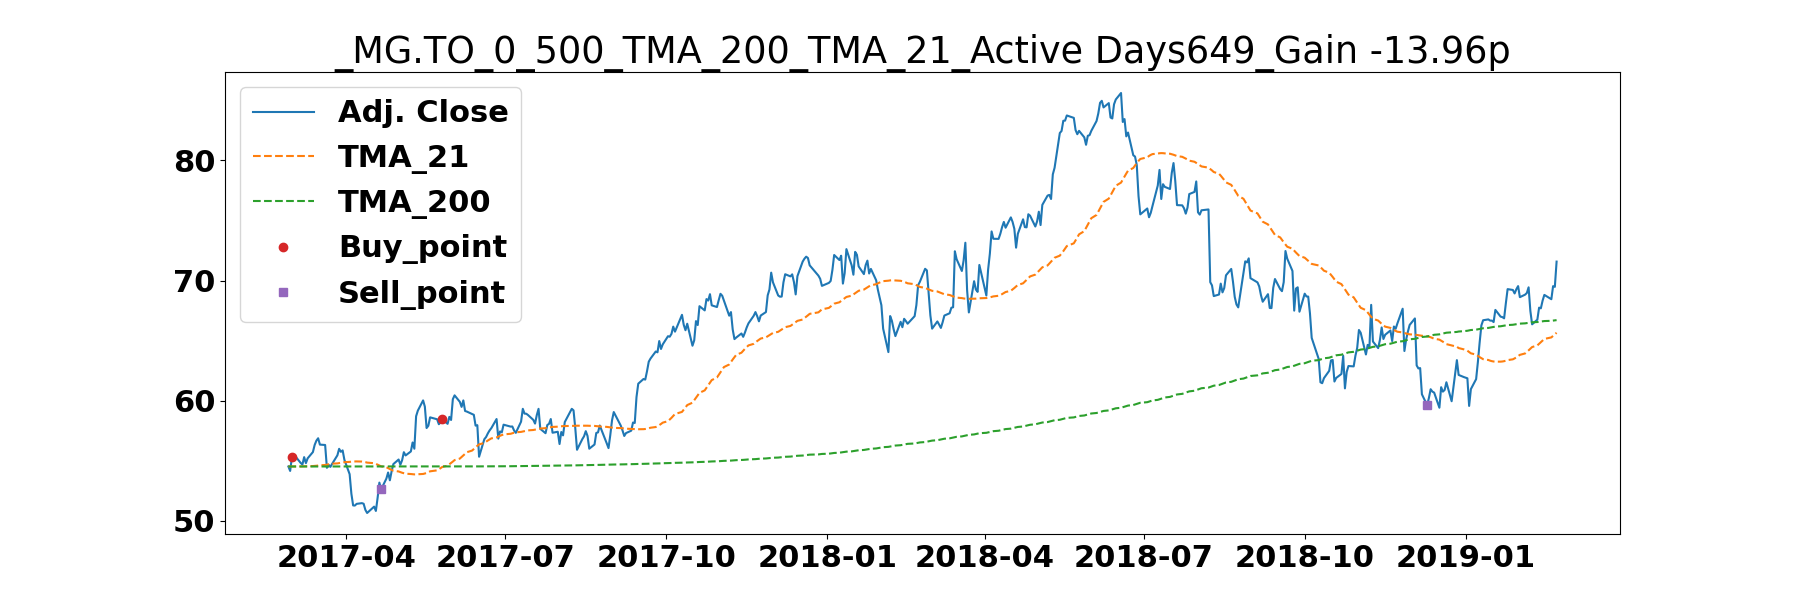 _MG.TO_0_500_TMA_200_TMA_21_Active Days649_Gain -13.96p
Adj. Close
TMA_21
TMA_200
Buy_point
Sell_point
80
70
60
50
2017-04 2017-07 2017-10 2018-01 2018-04 2018-07 2018-10 2019-01